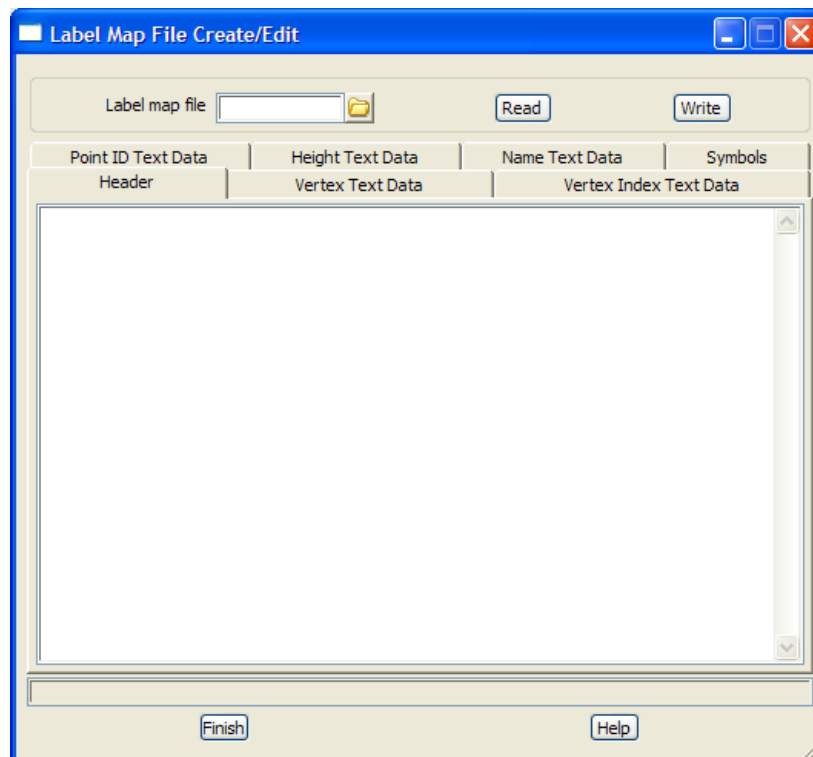 Label Map File Create/Edit
Label map file Read Write
Point ID Text Data Height Text Data Name Text Data Symbols
Header Vertex Text Data Vertex Index Text Data
Finish Help